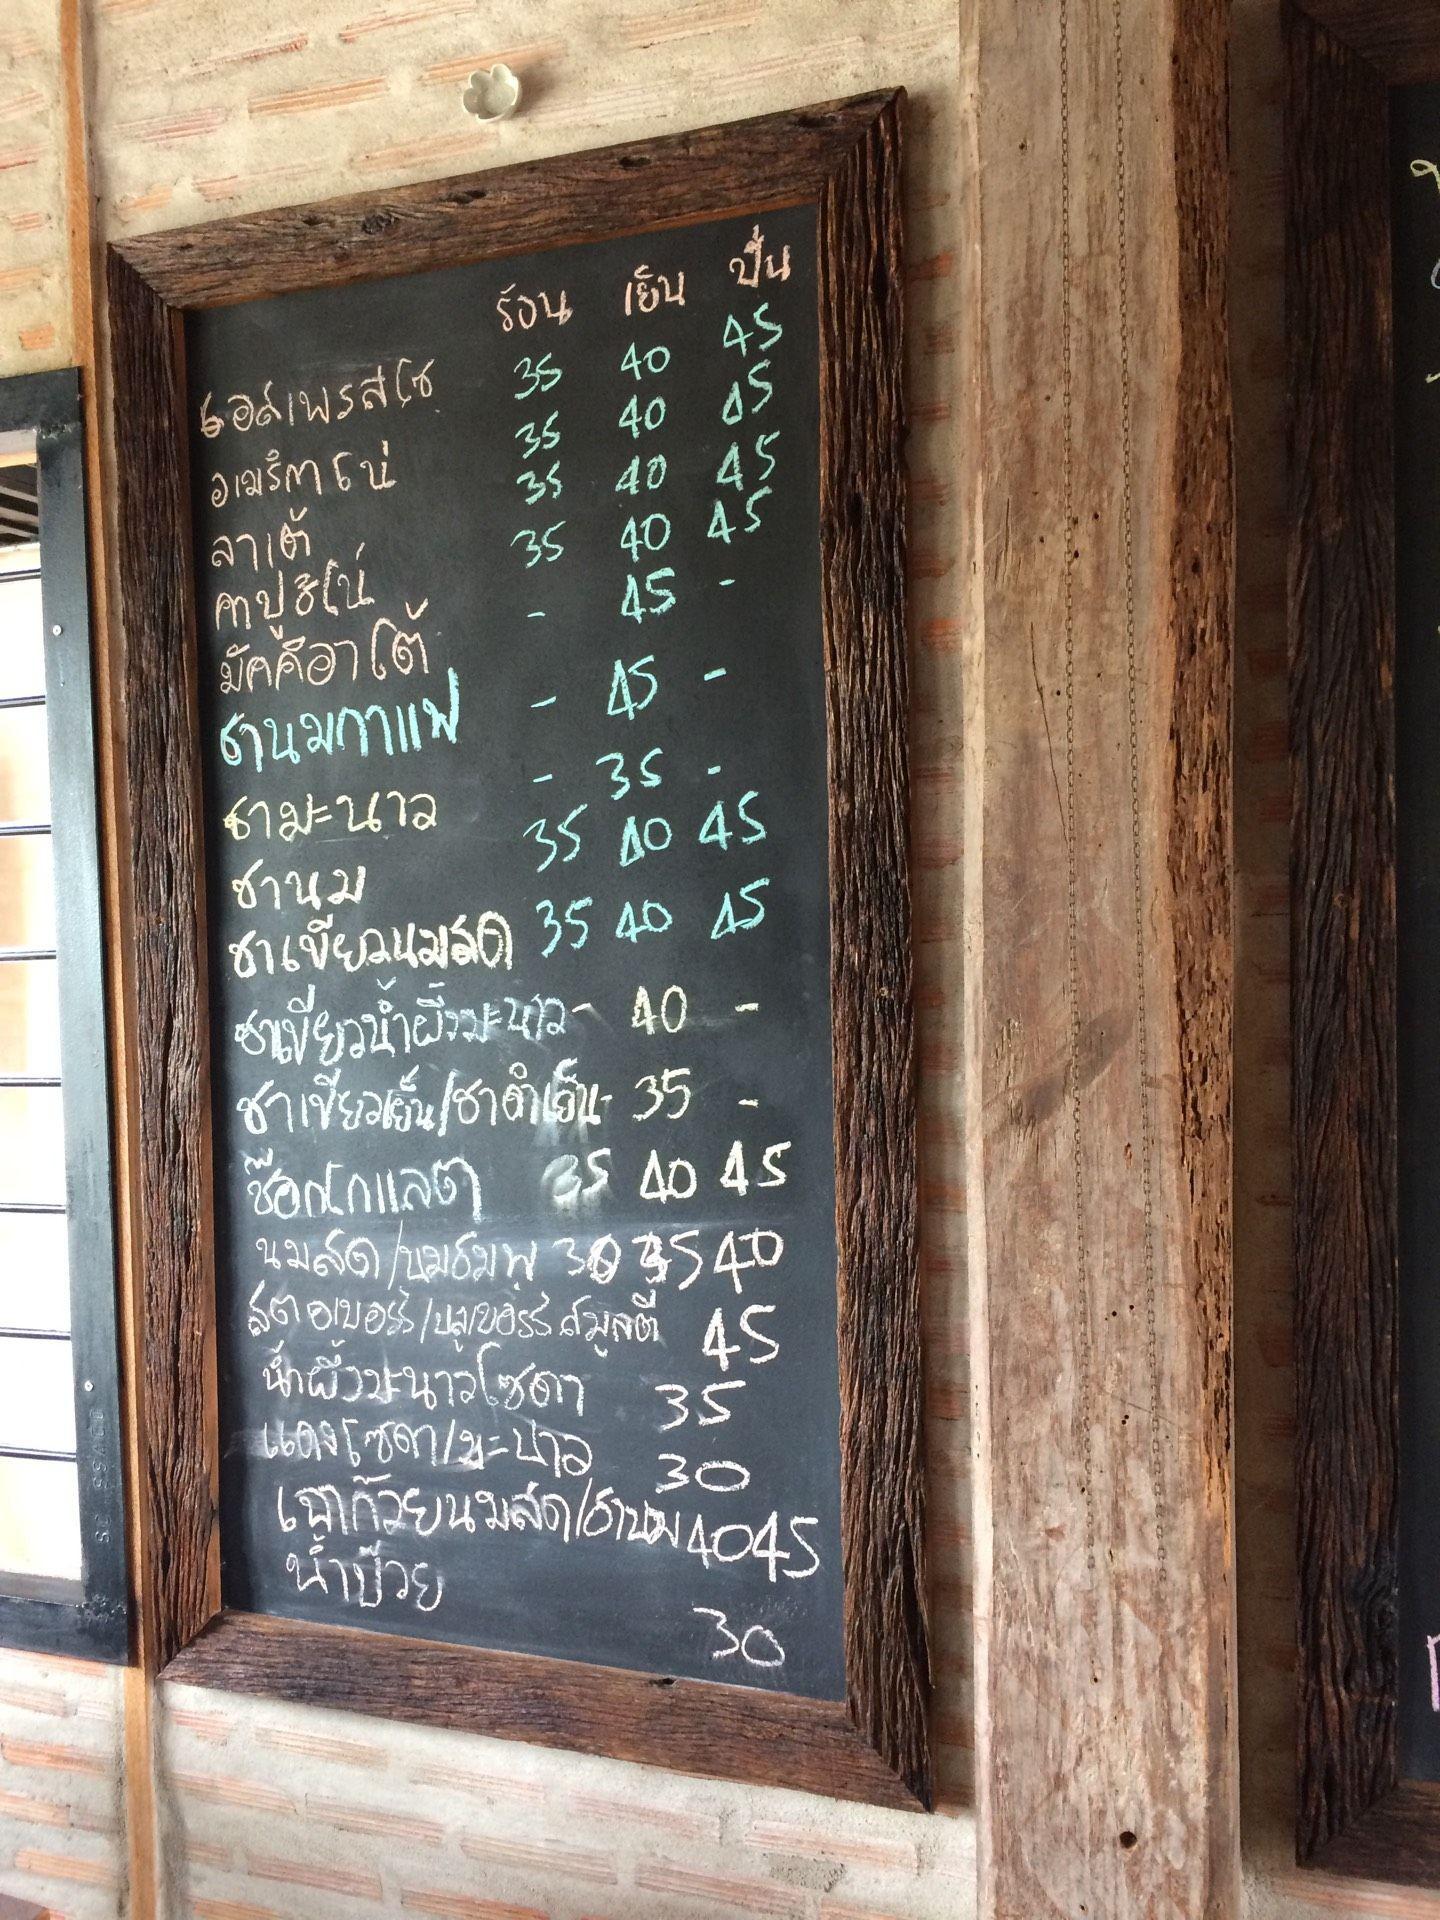 ร้อน เย็น ปั่น
เอสเพรสโซ 35 40 45
อเมริกาโน่ 35 40 45
ลาเต้ 35 40 45
คาปูชิโน่ 35 40 45
มัคคิอาโต้ - 45 -
ชานมกาแฟ - 45 -
ชามะนาว - 35 -
ชานม 35 40 45
ชาเขียวนมสด 35 40 45
ชาเขียวน้ำผึ้งมะนาว - 40 -
ชาเขียวเย็น/ชาดำเย็น - 35 -
ช๊อกโกแลต 35 40 45
นมสด/นมชมพู 30 35 40
สตอเบอรรี่/บลูเบอร์รี่ สมูสตี 45
น้ำผึ้งมะนาวโซดา 35
แดงโซดา/มะนาว 30
เฉาก๊วยนมสด/ชานม 40 45
น้ำบ๊วย 30